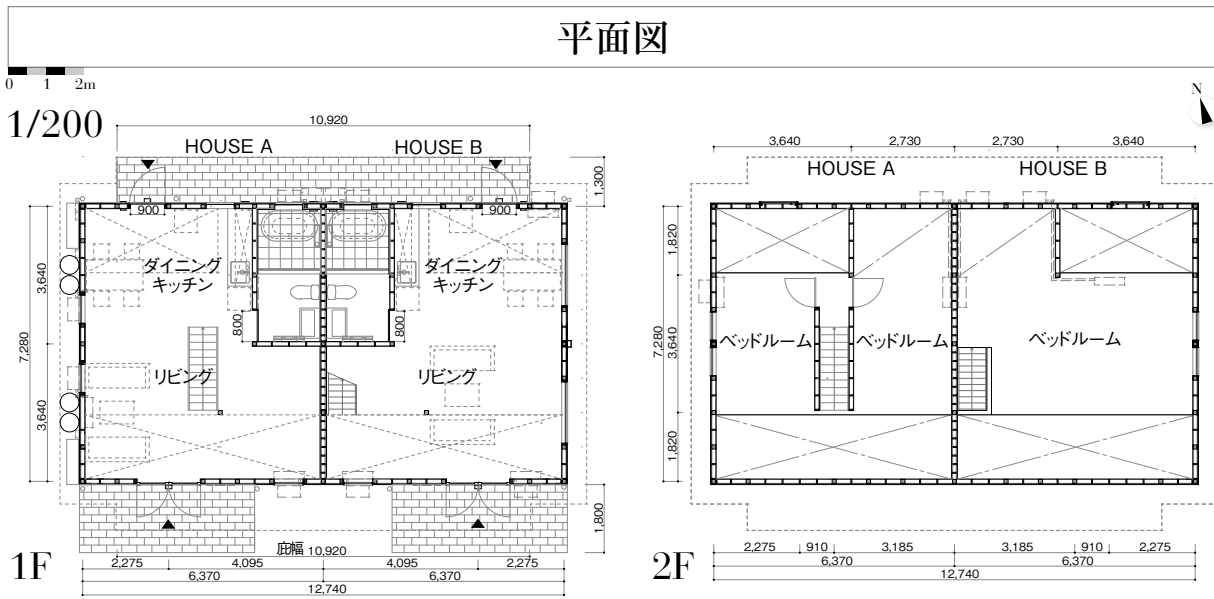 平面図
0 1 2m
1/200
N
10,920
HOUSE A HOUSE B
1,300
900 900
ダイニング
キッチン
ダイニング
キッチン
3,640
7,280
800 800
リビング リビング
3,640
1,800
庇幅 10,920
1F
2,275 4,095 4,095 2,275
6,370 6,370
12,740
3,640 2,730 2,730 3,640
HOUSE A HOUSE B
1,820
7,280
3,640
ベッドルーム ベッドルーム ベッドルーム
1,820
2F
2,275 910 3,185 3,185 910 2,275
6,370 6,370
12,740